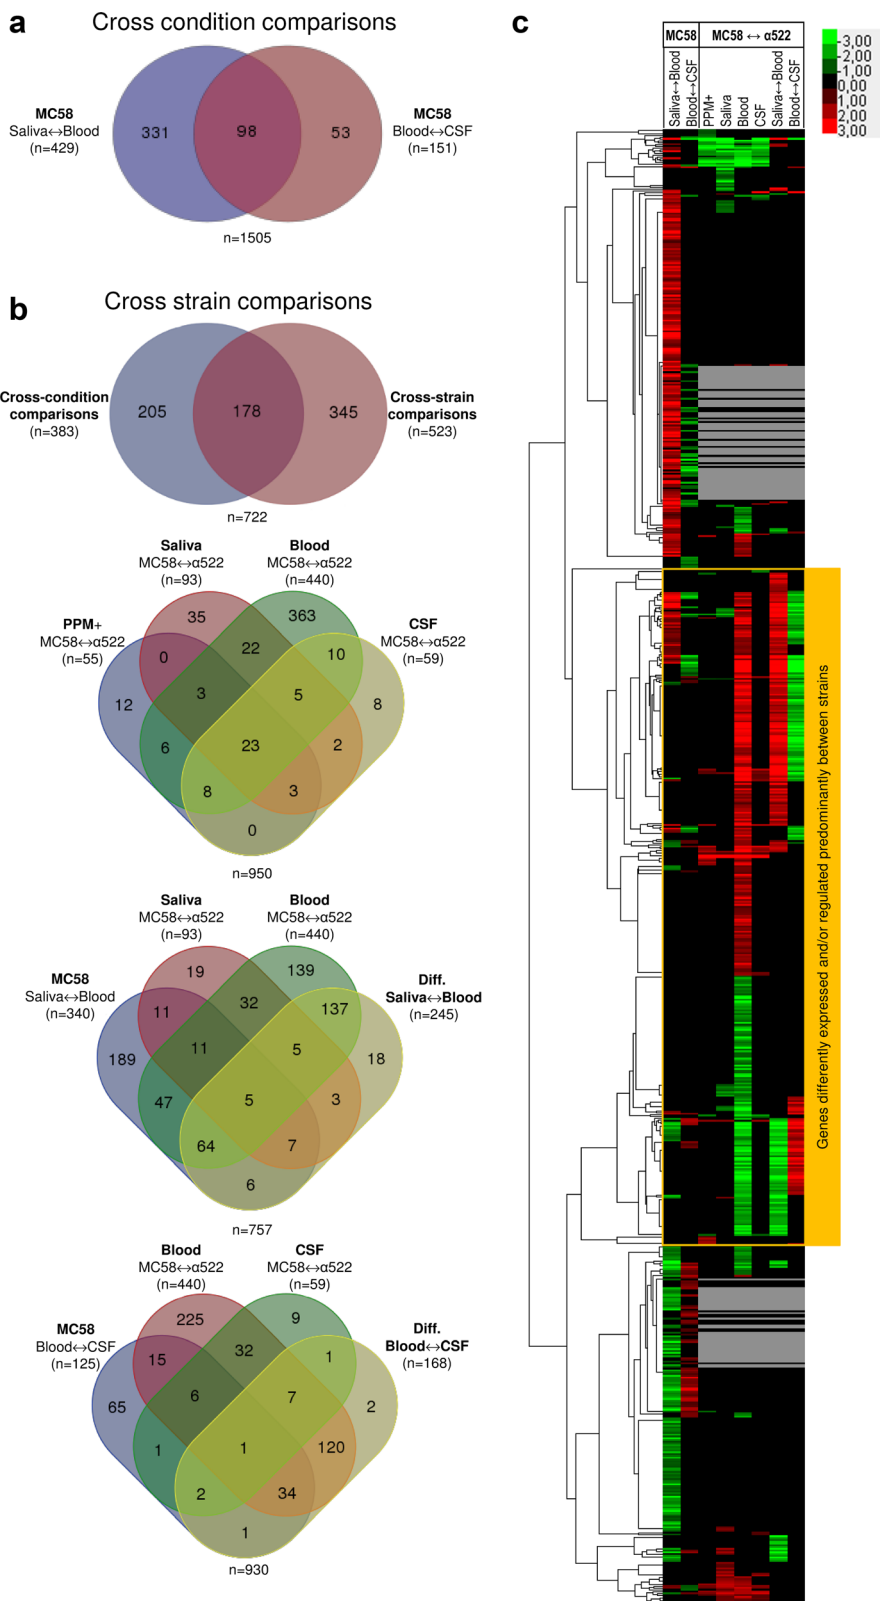 a
Cross condition comparisons
MC58
Saliva↔Blood
(n=429)
331
98
53
MC58
Blood↔CSF
(n=151)
n=1505
b
Cross strain comparisons
Cross-condition
comparisons
(n=383)
205
178
345
Cross-strain
comparisons
(n=523)
n=722
Saliva
MC58↔α522
(n=93)
Blood
MC58↔α522
(n=440)
PPM+
MC58↔α522
(n=55)
CSF
MC58↔α522
(n=59)
35
363
0
22
10
12
3
5
8
6
23
2
8
3
0
n=950
Saliva
MC58↔α522
(n=93)
Blood
MC58↔α522
(n=440)
MC58
Saliva↔Blood
(n=340)
Diff.
Saliva↔Blood
(n=245)
19
139
11
32
137
189
11
5
18
47
5
3
64
7
6
n=757
Blood
MC58↔α522
(n=440)
CSF
MC58↔α522
(n=59)
MC58
Blood↔CSF
(n=125)
Diff.
Blood↔CSF
(n=168)
225
9
15
32
1
65
6
7
2
1
1
120
2
34
1
n=930
c
MC58
MC58 ↔ α522
Saliva↔Blood
Blood↔CSF
PPM+
Saliva
Blood
CSF
Saliva↔Blood
Blood↔CSF
-3,00
-2,00
-1,00
0,00
1,00
2,00
3,00
Genes differently expressed and/or regulated predominantly between strains